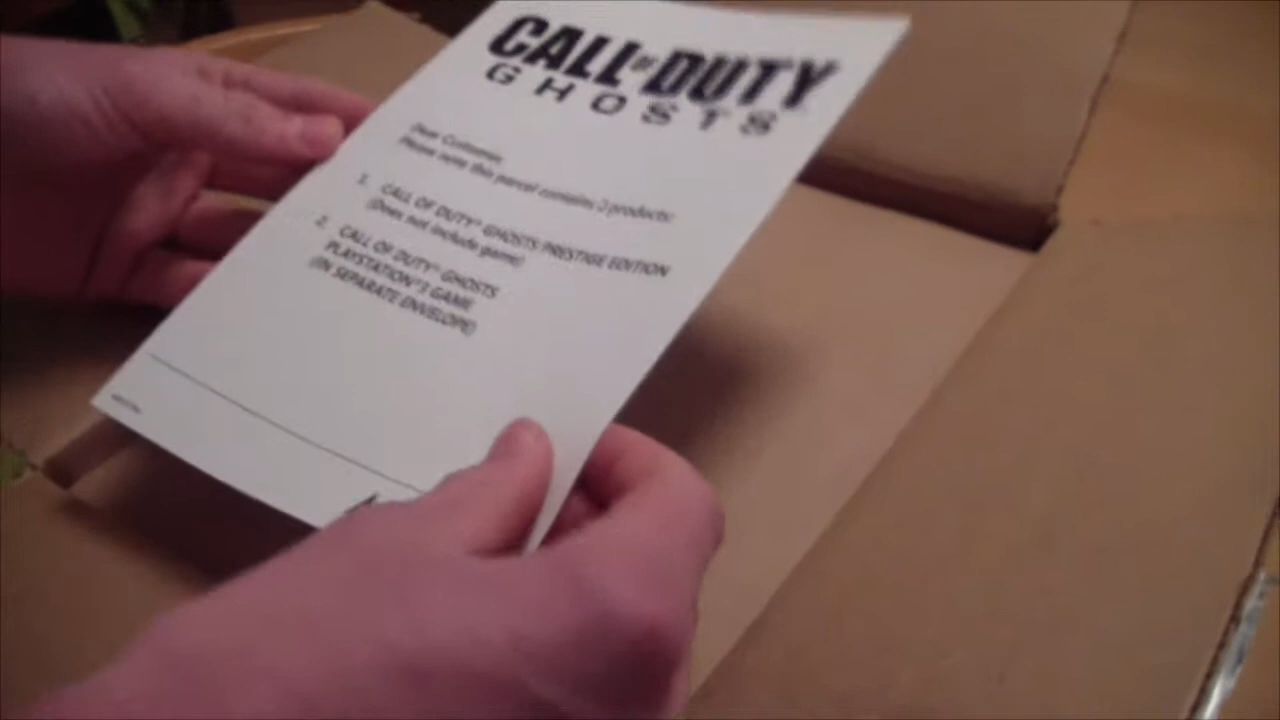 CALL OF DUTY
GHOSTS
Dear Customer,
Please note this parcel contains 2 products:
1. CALL OF DUTY® GHOSTS PRESTIGE EDITION
(Does not include game)
2. CALL OF DUTY® GHOSTS
PLAYSTATION®3 GAME
(IN SEPARATE ENVELOPE)